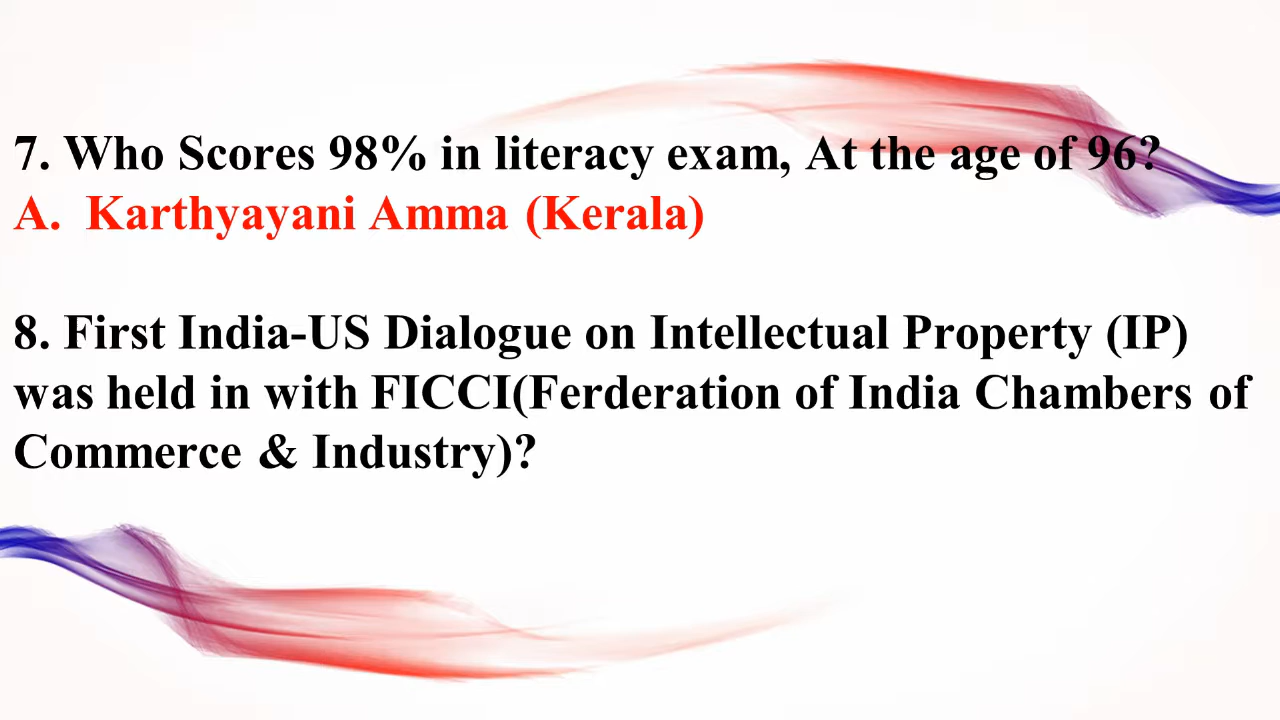 7. Who Scores 98% in literacy exam, At the age of 96?
A. Karthyayani Amma (Kerala)
8. First India-US Dialogue on Intellectual Property (IP)
was held in with FICCI(Ferderation of India Chambers of
Commerce & Industry)?